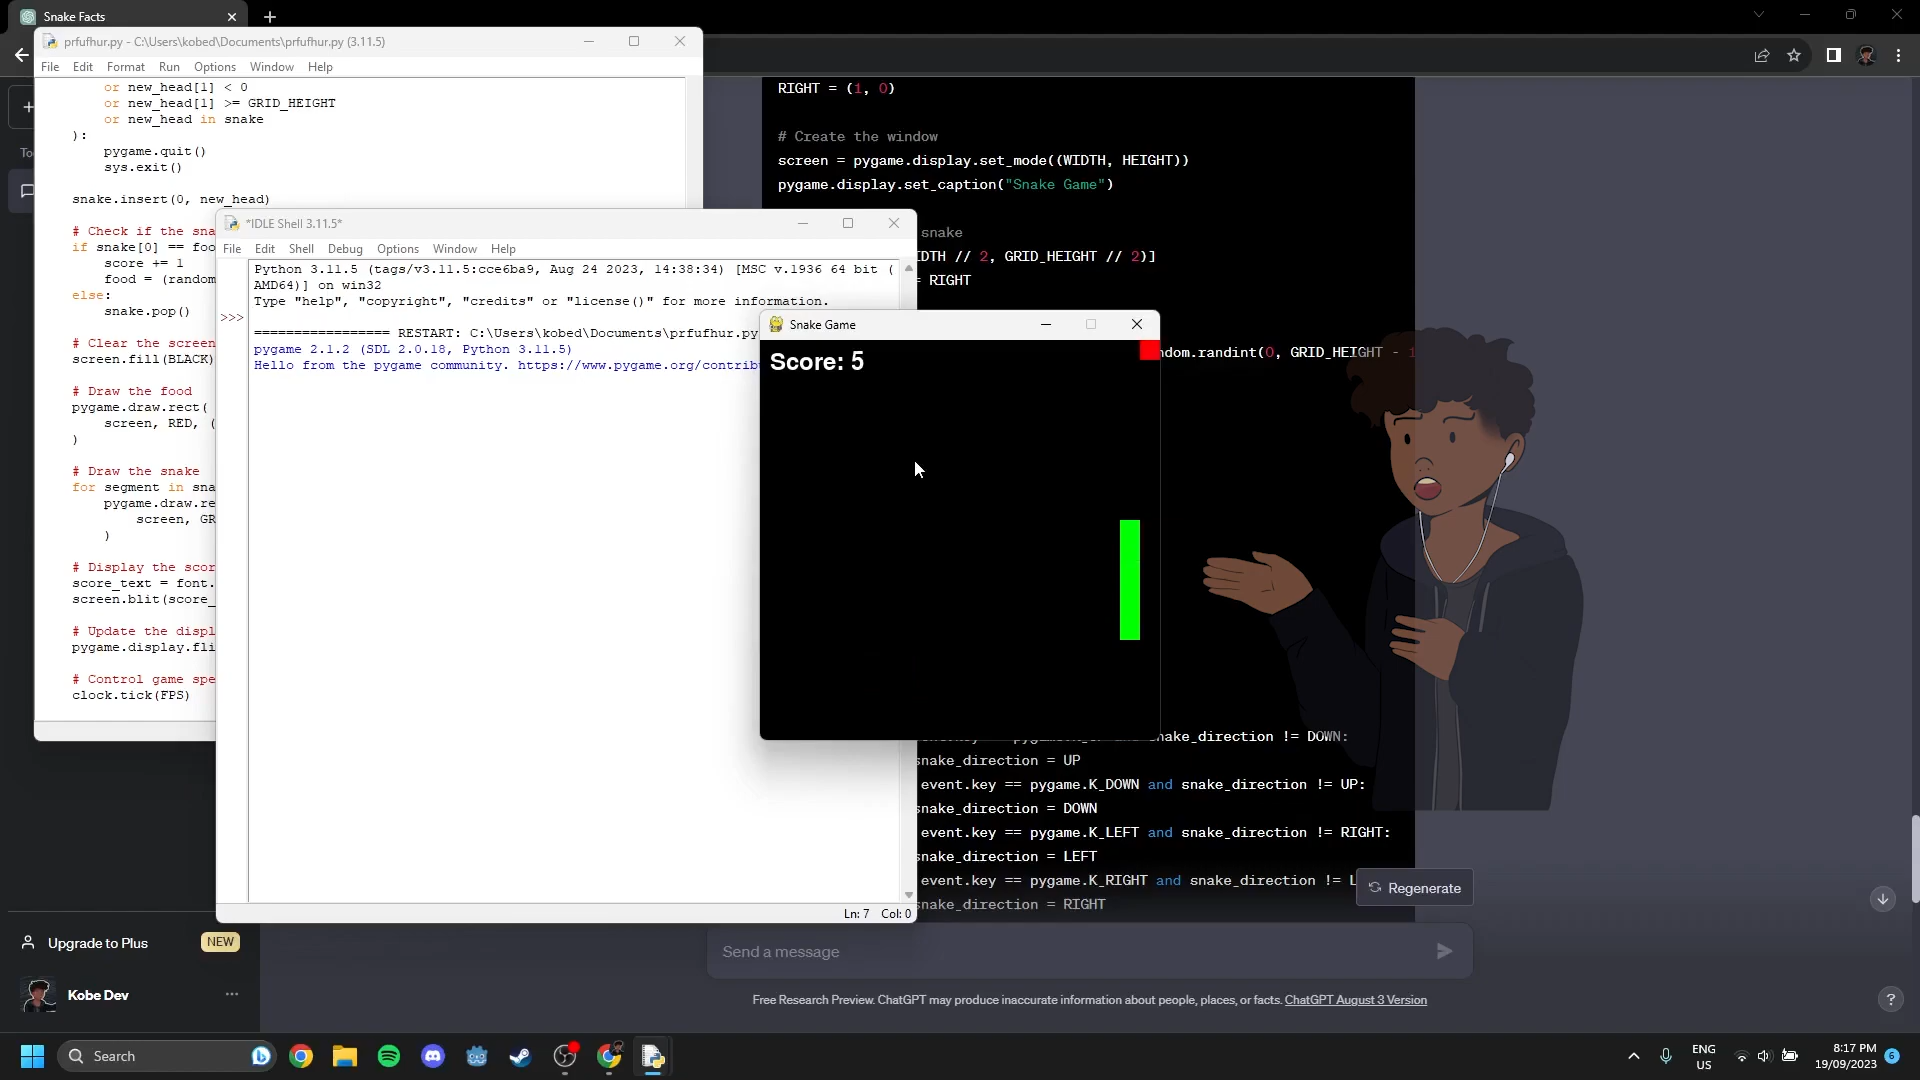 Snake Facts
prfufhur.py - C:\Users\kobed\Documents\prfufhur.py (3.11.5)
File Edit Format Run Options Window Help
or new_head[1] < 0
or new_head[1] >= GRID_HEIGHT
or new_head in snake
):
pygame.quit()
sys.exit()
snake.insert(0, new_head)
# Check if the sna
if snake[0] == foo
score += 1
food = (random
else:
snake.pop()
# Clear the screen
screen.fill(BLACK)
# Draw the food
pygame.draw.rect(
screen, RED, (
)
# Draw the snake
for segment in sna
pygame.draw.re
screen, GR
)
# Display the scor
score_text = font.
screen.blit(score_
# Update the displ
pygame.display.fli
# Control game spe
clock.tick(FPS)
*IDLE Shell 3.11.5*
File Edit Shell Debug Options Window Help
Python 3.11.5 (tags/v3.11.5:cce6ba9, Aug 24 2023, 14:38:34) [MSC v.1936 64 bit (
AMD64)] on win32
Type "help", "copyright", "credits" or "license()" for more information.
>>>
================= RESTART: C:\Users\kobed\Documents\prfufhur.py
pygame 2.1.2 (SDL 2.0.18, Python 3.11.5)
Hello from the pygame community. https://www.pygame.org/contribu
Ln: 7 Col: 0
Snake Game
Score: 5
RIGHT = (1, 0)
# Create the window
screen = pygame.display.set_mode((WIDTH, HEIGHT))
pygame.display.set_caption("Snake Game")
snake
IDTH // 2, GRID_HEIGHT // 2)]
= RIGHT
ndom.randint(0, GRID_HEIGHT - 1
snake_direction != DOWN:
snake_direction = UP
event.key == pygame.K_DOWN and snake_direction != UP:
snake_direction = DOWN
event.key == pygame.K_LEFT and snake_direction != RIGHT:
snake_direction = LEFT
event.key == pygame.K_RIGHT and snake_direction != L
snake_direction = RIGHT
Regenerate
Send a message
Free Research Preview. ChatGPT may produce inaccurate information about people, places, or facts. ChatGPT August 3 Version
?
Upgrade to Plus NEW
Kobe Dev
Search
ENG
US
8:17 PM
19/09/2023
6